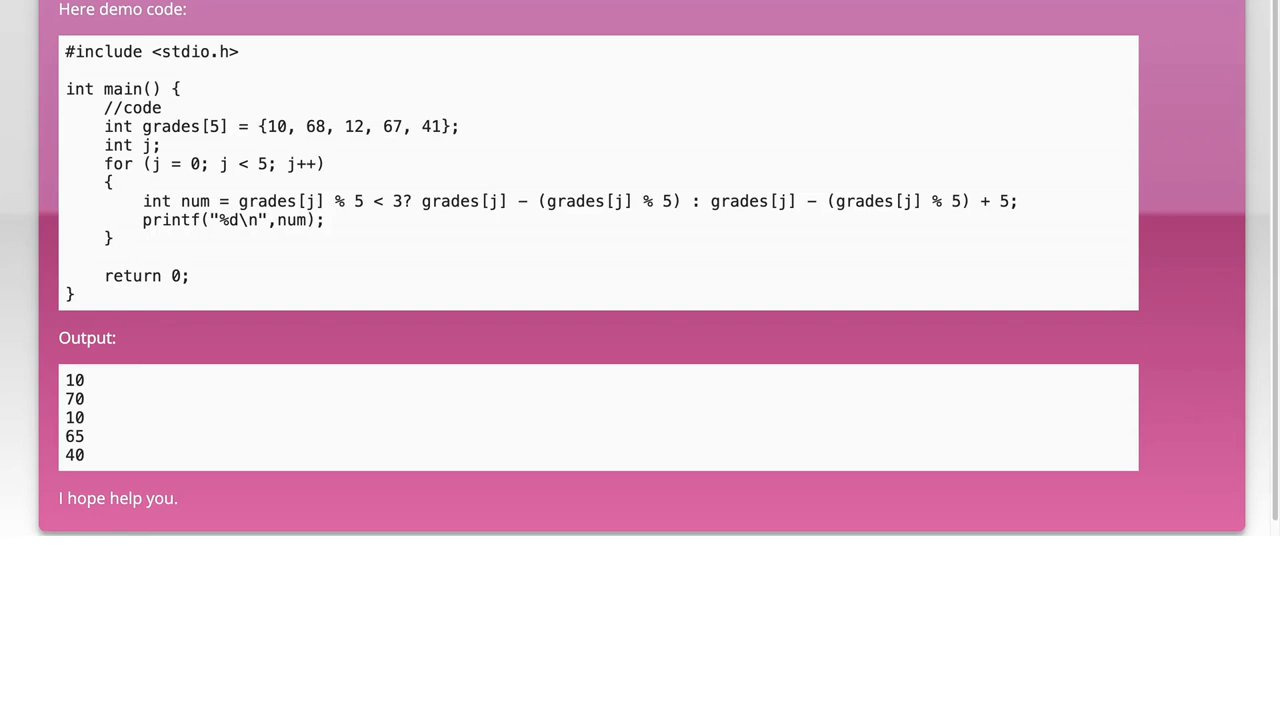 Here demo code:
#include <stdio.h>
int main() {
//code
int grades[5] = {10, 68, 12, 67, 41};
int j;
for (j = 0; j < 5; j++)
{
int num = grades[j] % 5 < 3? grades[j] − (grades[j] % 5) : grades[j] − (grades[j] % 5) + 5;
printf("%d\n",num);
}
return 0;
}
Output:
10
70
10
65
40
I hope help you.